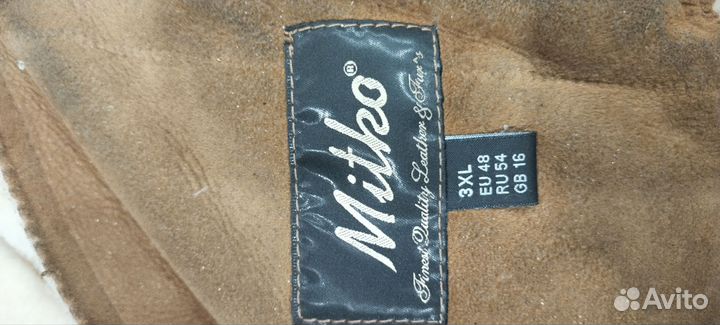 Mitko®
Finest Quality Leather & Fur^s
3XL
EU 48
RU 54
GB 16
Avito